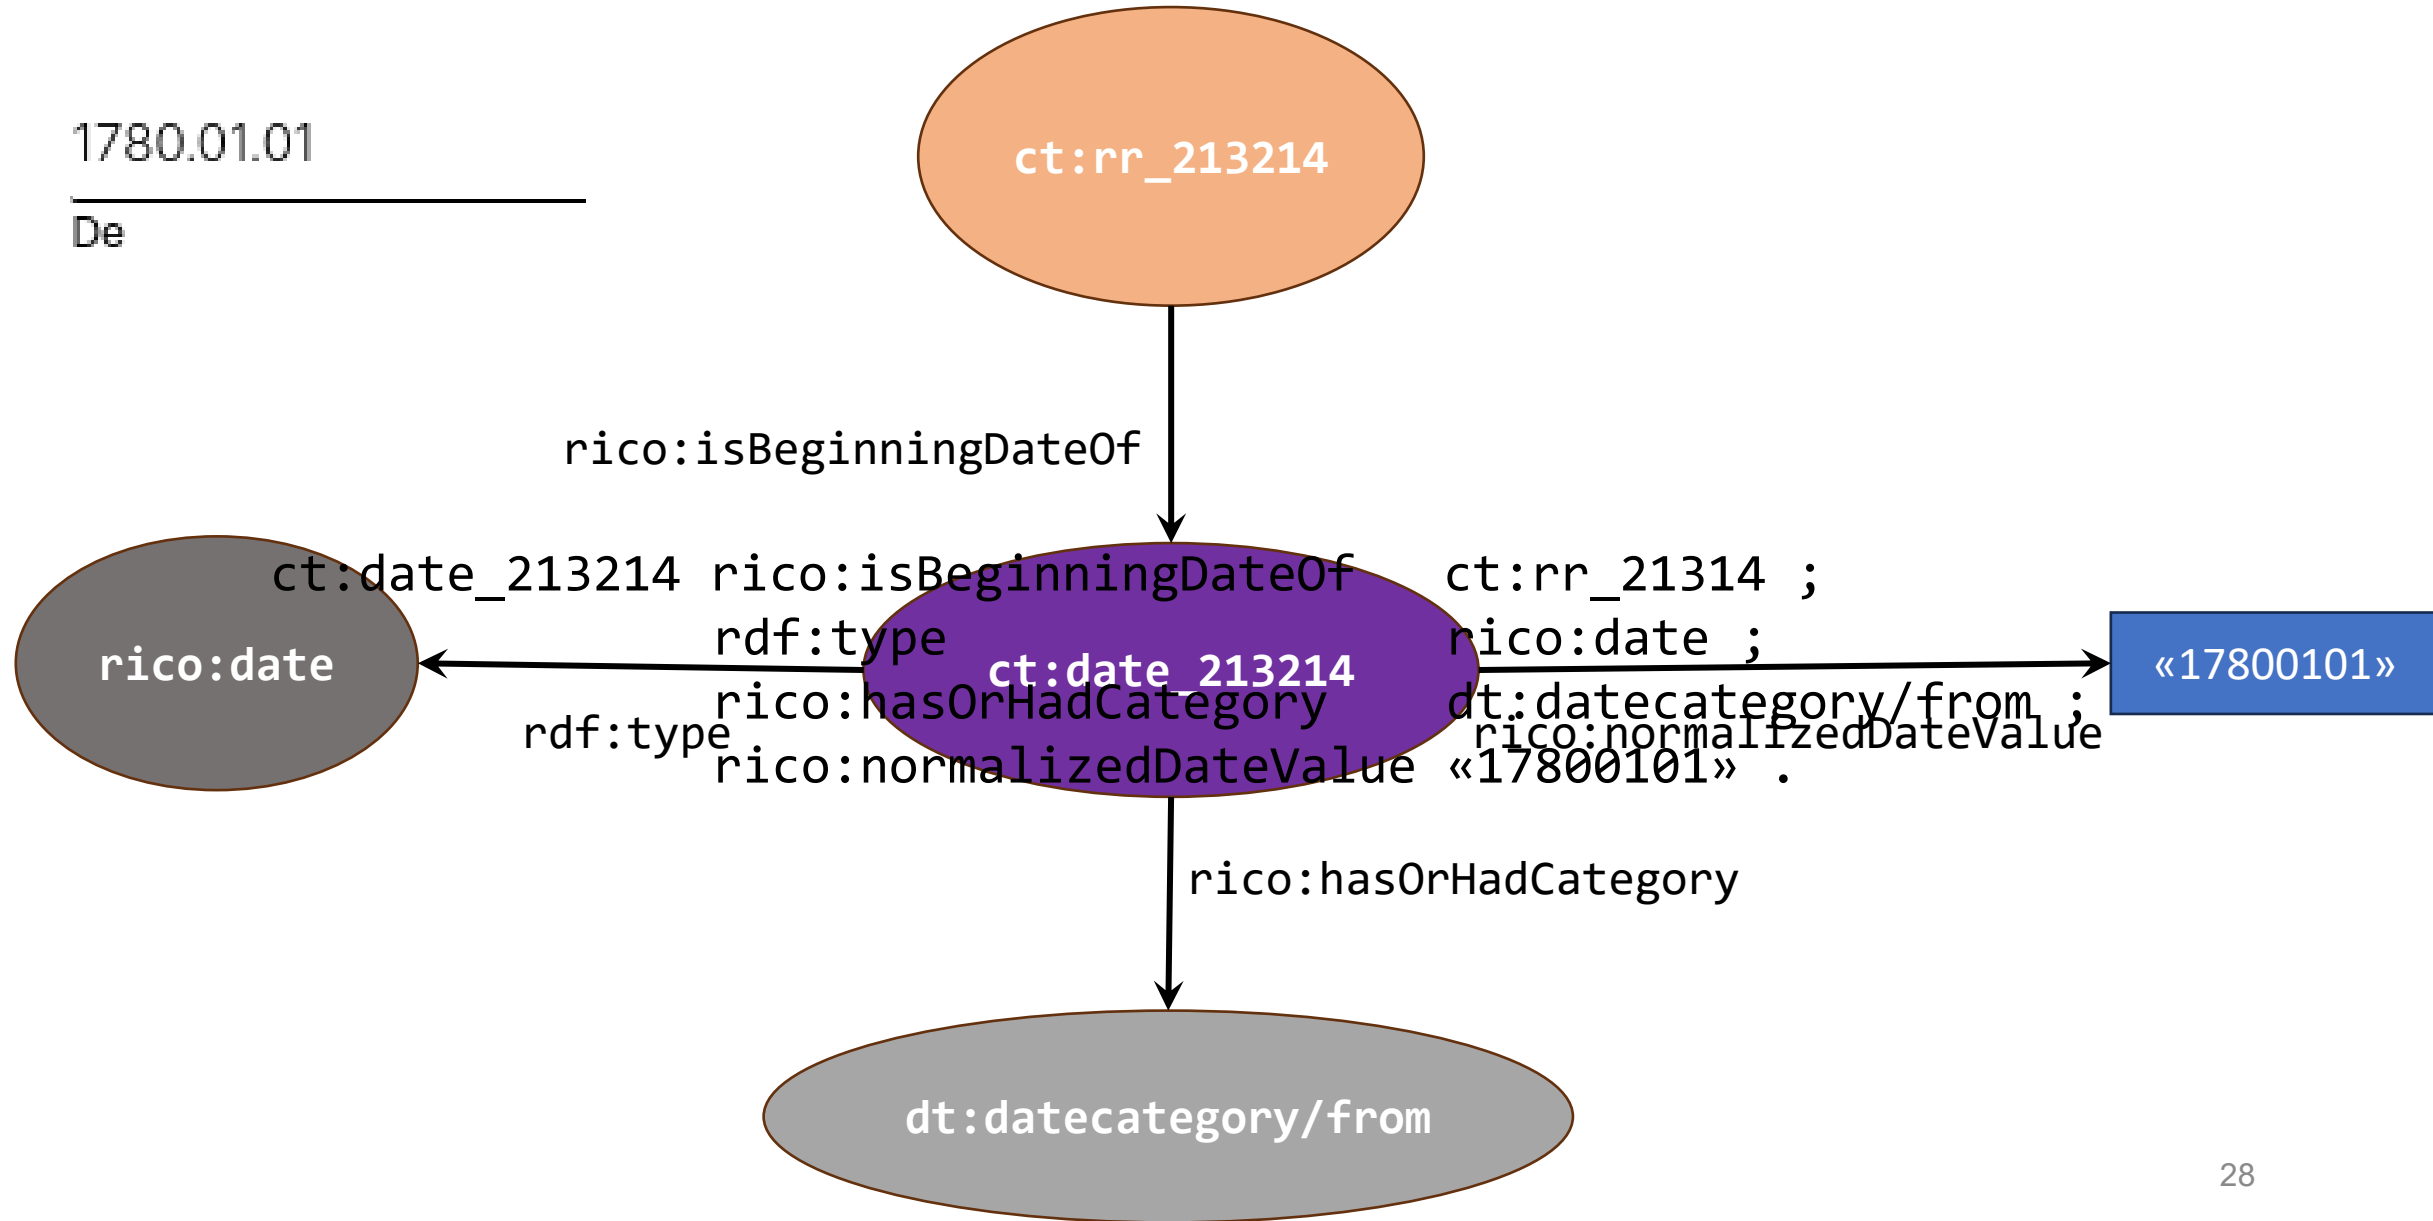 1780.01.01
De
ct:rr_213214
rico:isBeginningDateOf
ct:date_213214 rico:isBeginningDateOf ct:rr_21314 ;
rdf:type rico:date ;
rico:hasOrHadCategory dt:datecategory/from ;
rico:normalizedDateValue «17800101» .
rico:date
ct:date_213214
«17800101»
rdf:type
rico:normalizedDateValue
rico:hasOrHadCategory
dt:datecategory/from
28